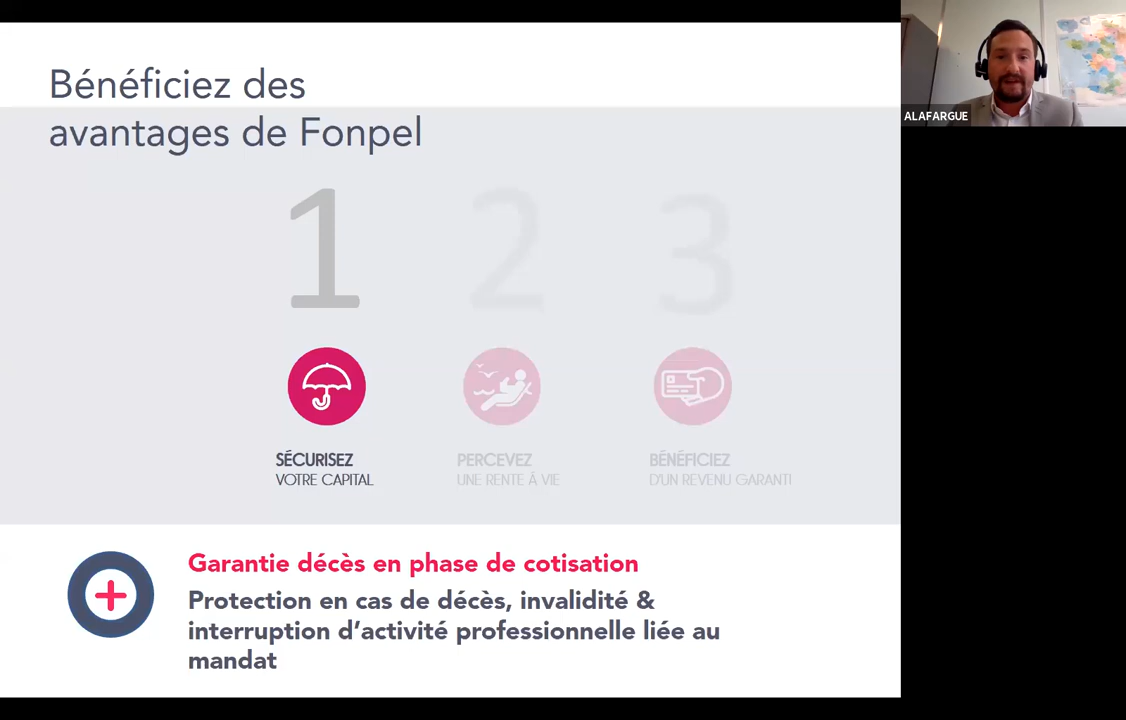 Bénéficiez des
avantages de Fonpel
ALAFARGUE
1
2
3
SÉCURISEZ
VOTRE CAPITAL
PERCEVEZ
UNE RENTE À VIE
BÉNÉFICIEZ
D'UN REVENU GARANTI
Garantie décès en phase de cotisation
Protection en cas de décès, invalidité &
interruption d’activité professionnelle liée au
mandat